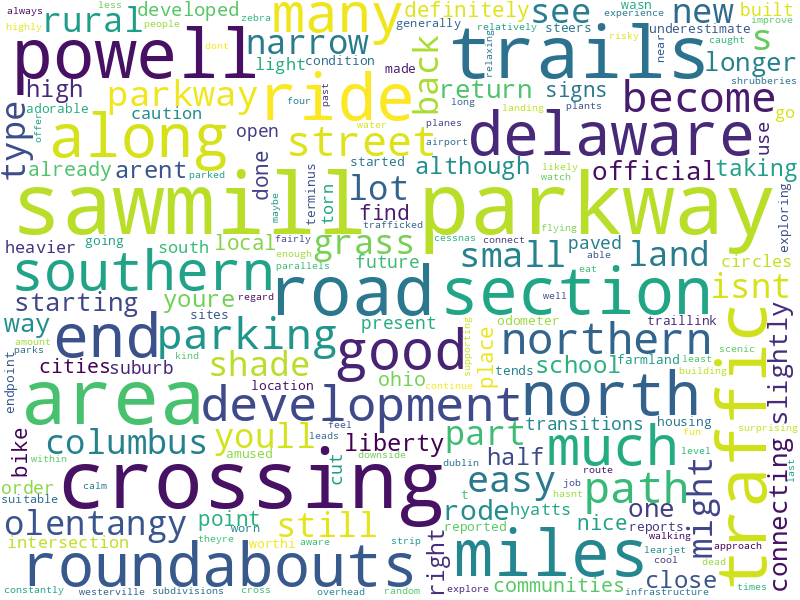 always less people zebra experience improve
highly dont wasn steers risky
many definitely see new built
rural developed generally relatively underestimate
powell narrow trails s
light condition relaxing near caught shrubberies
high parkway ride back return signs longer
adorable made four past long landing plants
type caution water planes use go
offer along street open delaware become
already arent done started airport
although likely official taking
parked maybe terminus torn lot trafficked watch
sawmill find parkway exploring
cessnas flying
heavier going south local fairly grass connect paved circles
enough able small land
southern parallels future eat isnt
starting youre regard road section well
way sites present odometer traillink
amount end parking good supporting northern
parks kind shade place tends school farmland least scenic
cities suburb ohio building
endpoint location continue traffic
area development north fun surprising
feel transitions housing
columbus youll leads liberty part much level
bike amused downside dublin half route
within cut easy job path connecting slightly
order calm t hasnt last
suitable crossing rode hyatts one might
olentangy point worn still reported nice reports walking
theyre right learjet approach
intersection worthi aware strip cool
roundabouts miles close dead
explore communities times
constantly westerville subdivisions cross overhead random infrastructure